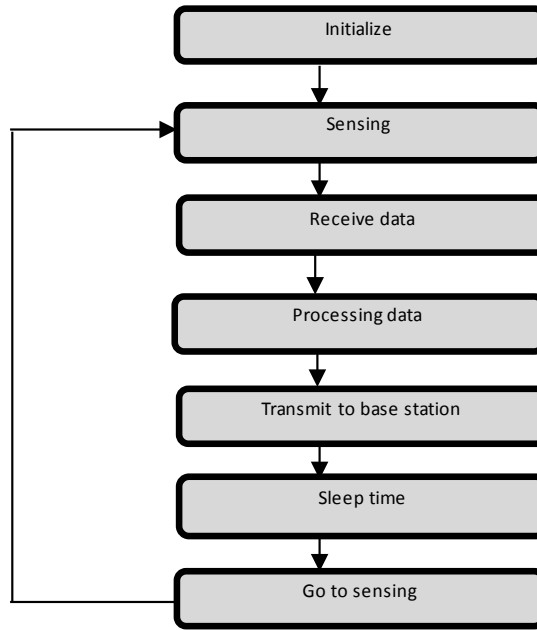 Initialize
Sensing
Receive data
Processing data
Transmit to base station
Sleep time
Go to sensing